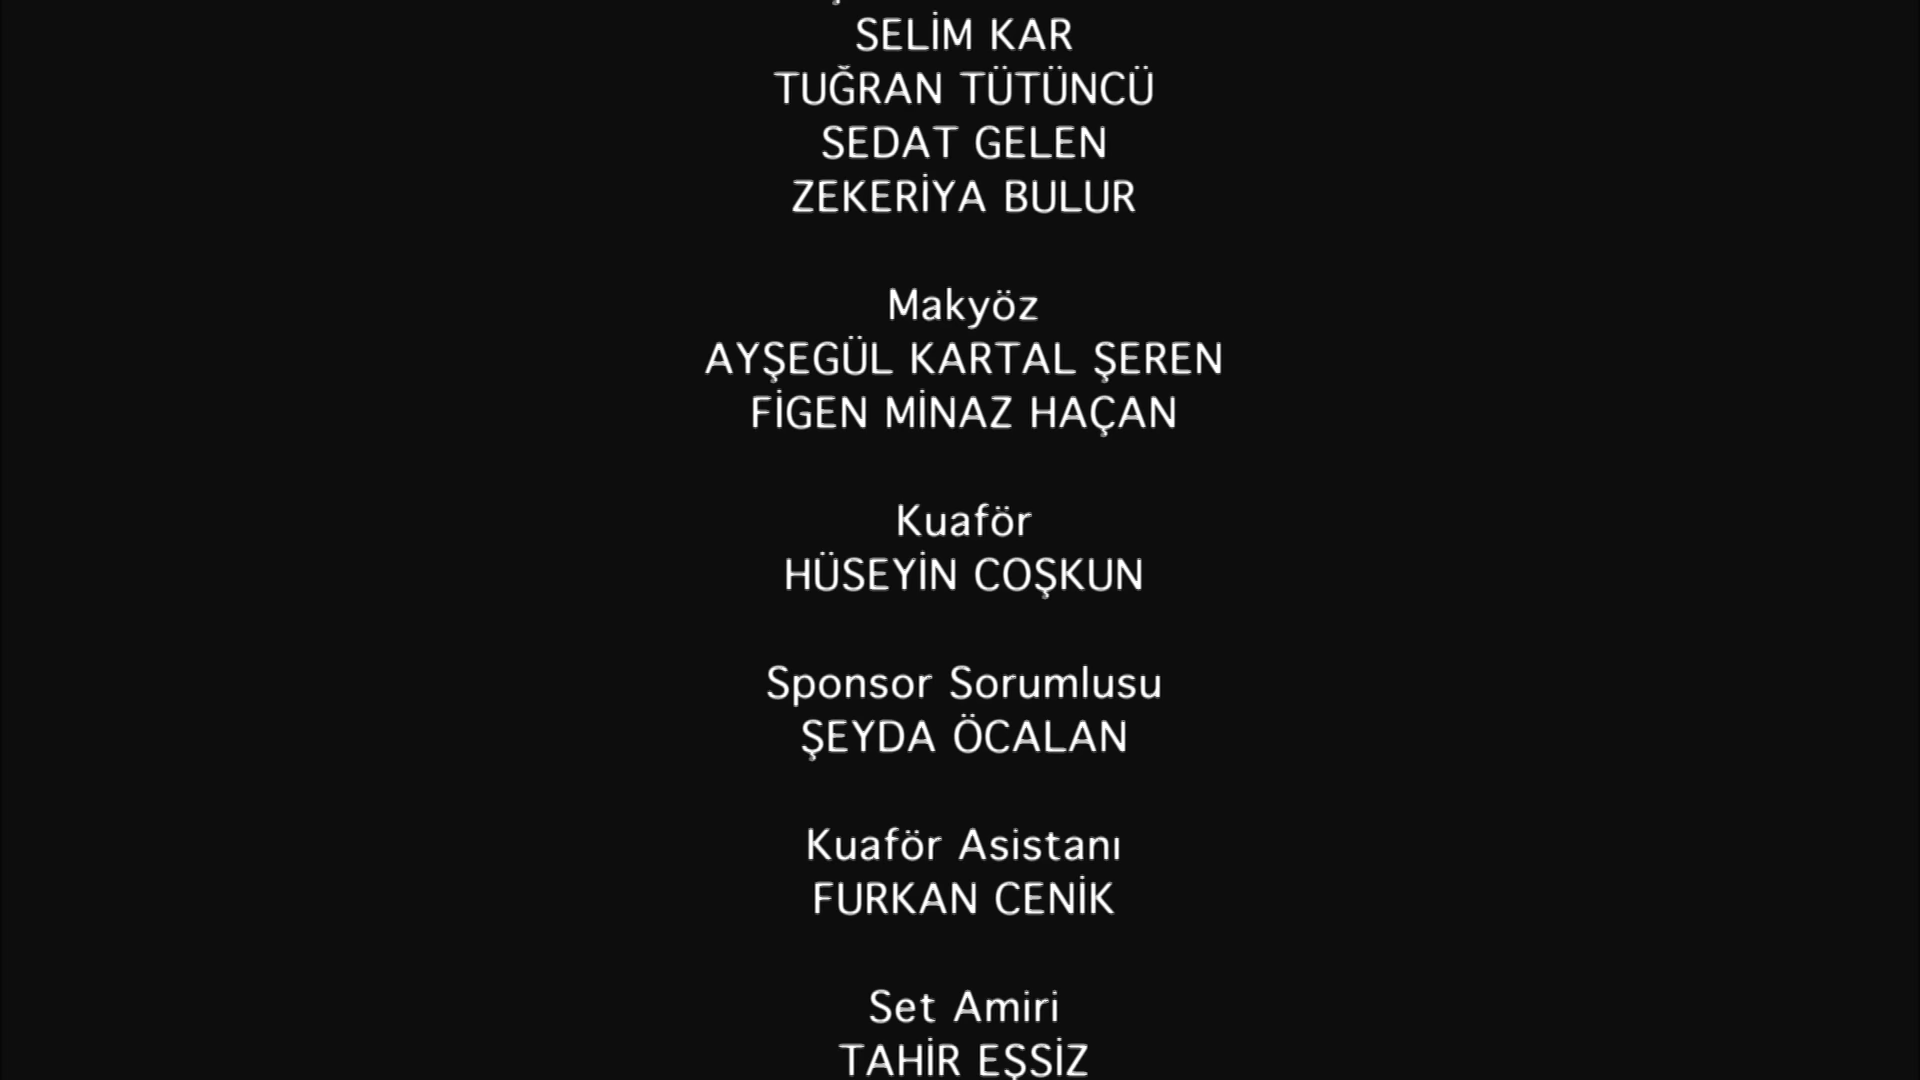 SELİM KAR
TUĞRAN TÜTÜNCÜ
SEDAT GELEN
ZEKERİYA BULUR
Makyöz
AYŞEGÜL KARTAL ŞEREN
FİGEN MİNAZ HAÇAN
Kuaför
HÜSEYİN COŞKUN
Sponsor Sorumlusu
ŞEYDA ÖCALAN
Kuaför Asistanı
FURKAN CENİK
Set Amiri
TAHİR EŞSİZ